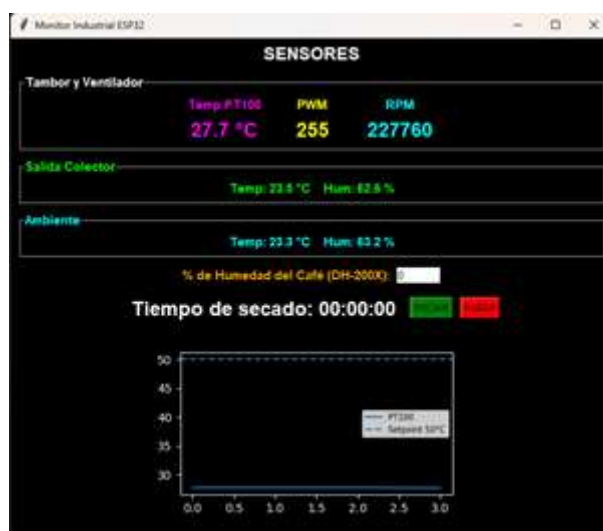 Monitor Industrial ESP32
SENSORES
Tambor y Ventilador
Temp PT100 PWM RPM
27.7 °C 255 227760
Salida Colector
Temp: 23.5 °C Hum: 62.6 %
Ambiente
Temp: 23.3 °C Hum: 63.2 %
% de Humedad del Café (DH-200X): 0
Tiempo de secado: 00:00:00
50
45
40
35
30
PT100
Setpoint 50°C
0.0 0.5 1.0 1.5 2.0 2.5 3.0